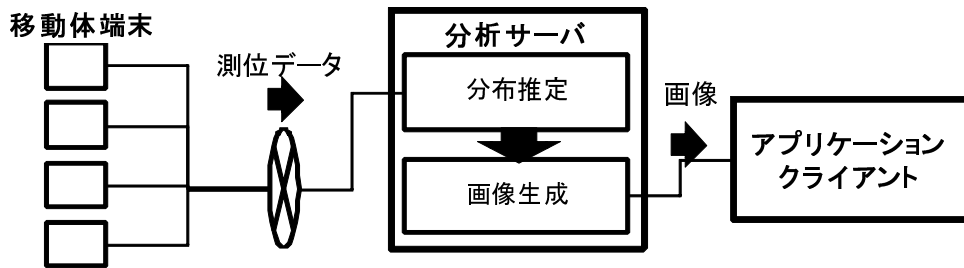 移動体端末
測位データ
分析サーバ
分布推定
画像生成
画像
アプリケーション
クライアント